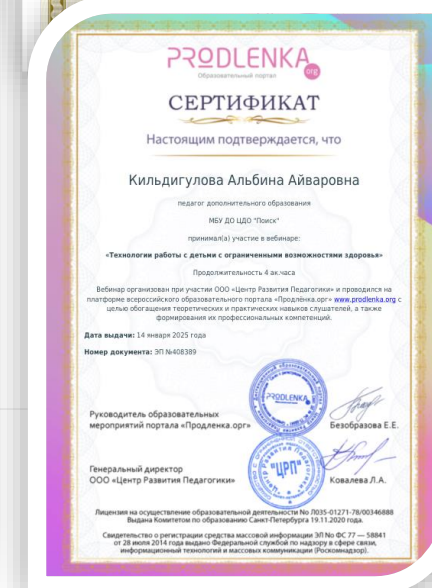 PRODLENKA
org
Образовательный портал
СЕРТИФИКАТ
Настоящим подтверждается, что
Кильдигулова Альбина Айваровна
педагог дополнительного образования
МБУ ДО ЦДО "Поиск"
принимал(а) участие в вебинаре:
«Технологии работы с детьми с ограниченными возможностями здоровья»
Продолжительность 4 ак.часа
Вебинар организован при участии ООО «Центр Развития Педагогики» и проводился на
платформе всероссийского образовательного портала «Продлёнка.орг» www.prodlenka.org с
целью обогащения теоретических и практических навыков слушателей, а также
формирования их профессиональных компетенций.
Дата выдачи: 14 января 2025 года
Номер документа: ЭП №408389
PRODLENKA
Руководитель образовательных
мероприятий портала «Продленка.орг»
Безобразова Е.Е.
"ЦРП"
Генеральный директор
ООО «Центр Развития Педагогики»
Ковалева Л.А.
Лицензия на осуществление образовательной деятельности No Л035-01271-78/00346888
Выдана Комитетом по образованию Санкт-Петербурга 19.11.2020 года.
Свидетельство о регистрации средства массовой информации ЭЛ No ФС 77 — 58841
от 28 июля 2014 года выдано Федеральной службой по надзору в сфере связи,
информационный технологий и массовых коммуникации (Роскомнадзор).